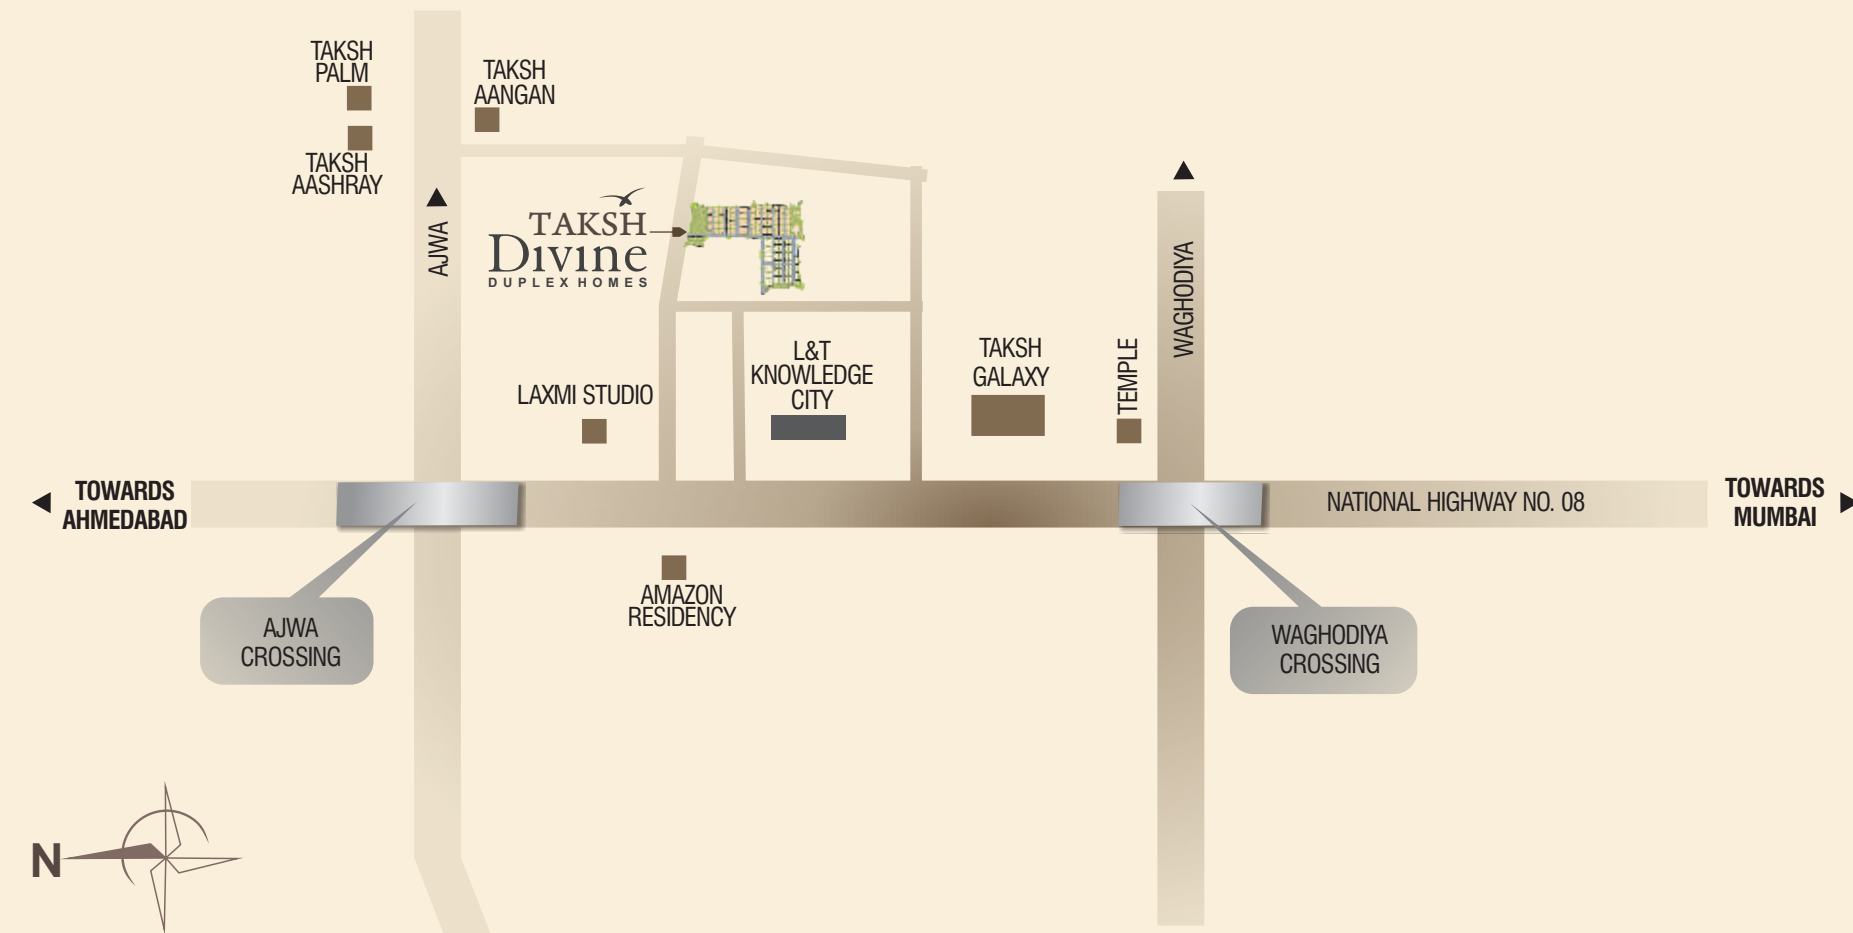 TAKSH
PALM
TAKSH
AANGAN
TAKSH
AASHRAY
AJWA
TAKSH
Divine
DUPLEX HOMES
WAGHODIYA
LAXMI STUDIO
L&T
KNOWLEDGE
CITY
TAKSH
GALAXY
TEMPLE
TOWARDS
AHMEDABAD
NATIONAL HIGHWAY NO. 08
TOWARDS
MUMBAI
AMAZON
RESIDENCY
AJWA
CROSSING
WAGHODIYA
CROSSING
N